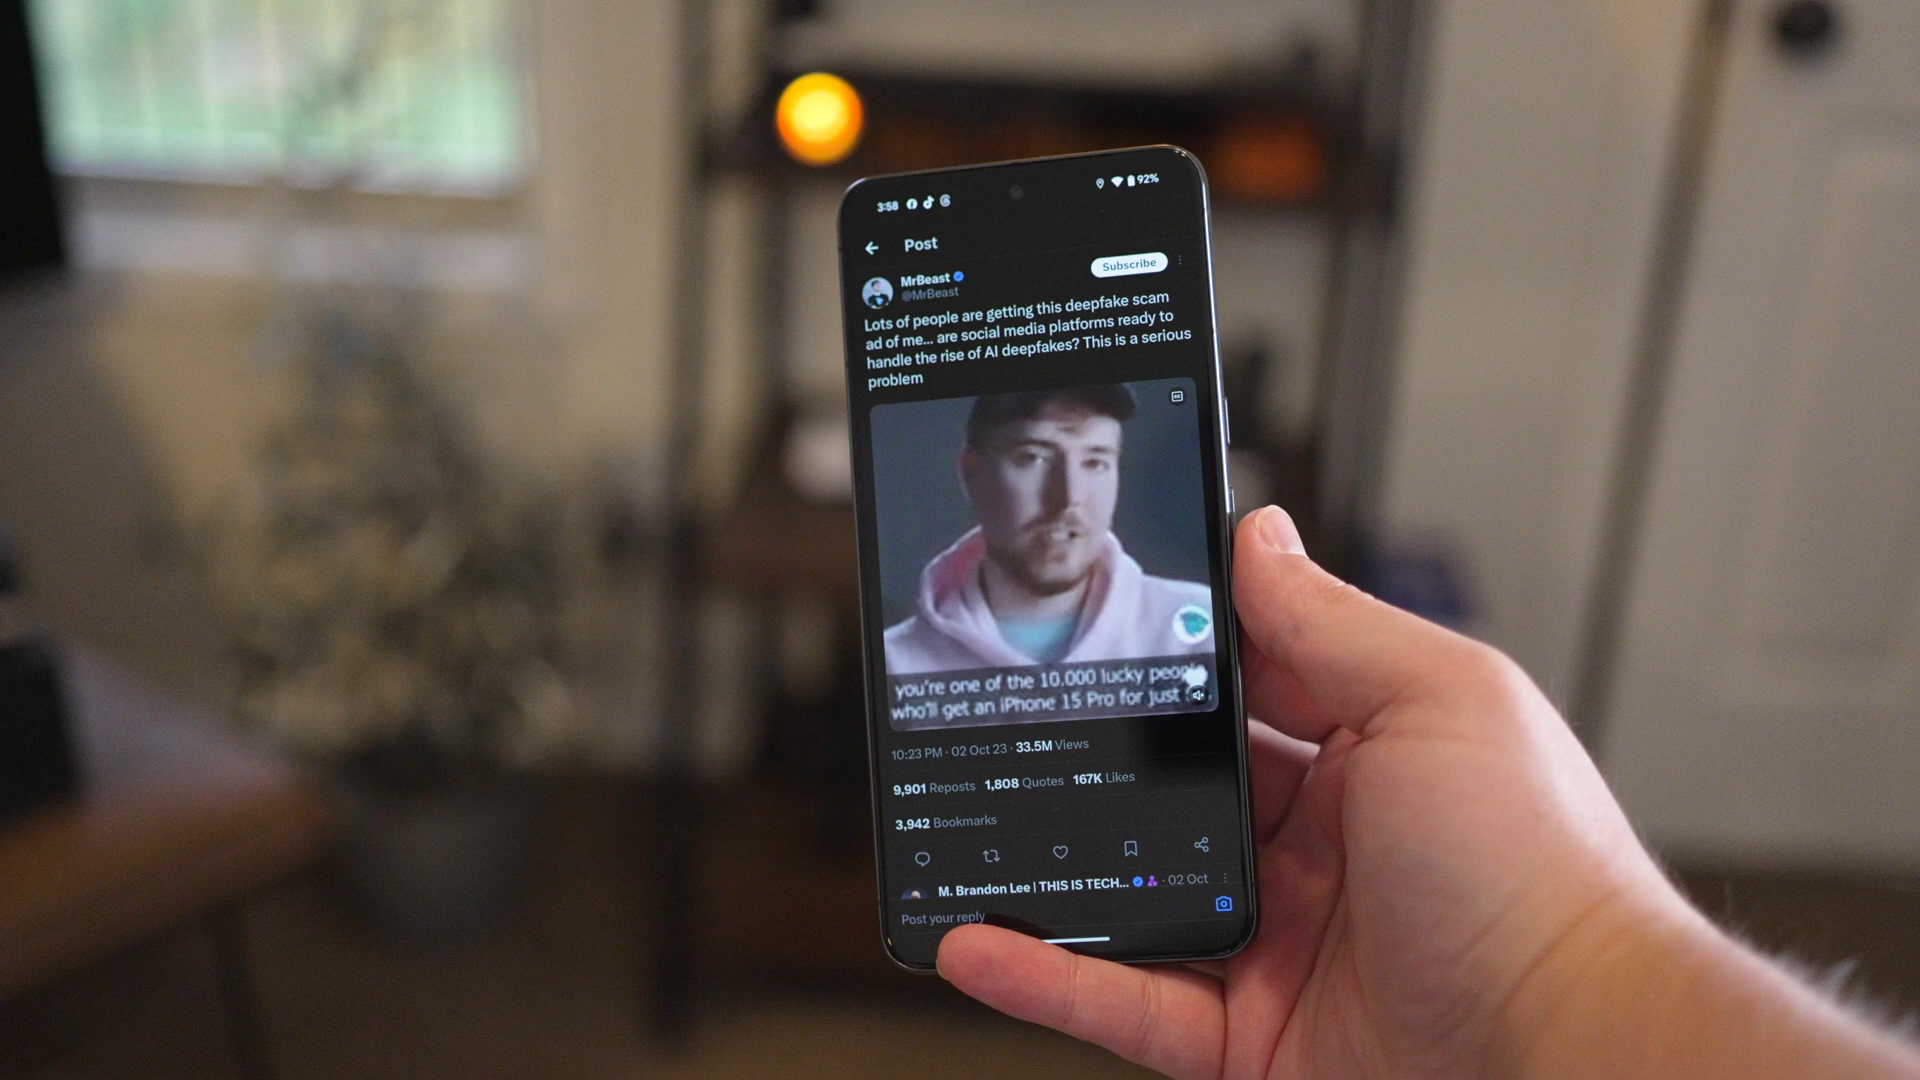 3:58
92%
Post
MrBeast
@MrBeast
Subscribe
Lots of people are getting this deepfake scam
ad of me... are social media platforms ready to
handle the rise of AI deepfakes? This is a serious
problem
CC
you're one of the 10.000 lucky people
who'll get an iPhone 15 Pro for just
10:23 PM · 02 Oct 23 · 33.5M Views
9,901 Reposts 1,808 Quotes 167K Likes
3,942 Bookmarks
M. Brandon Lee | THIS IS TECH... · 02 Oct
Post your reply